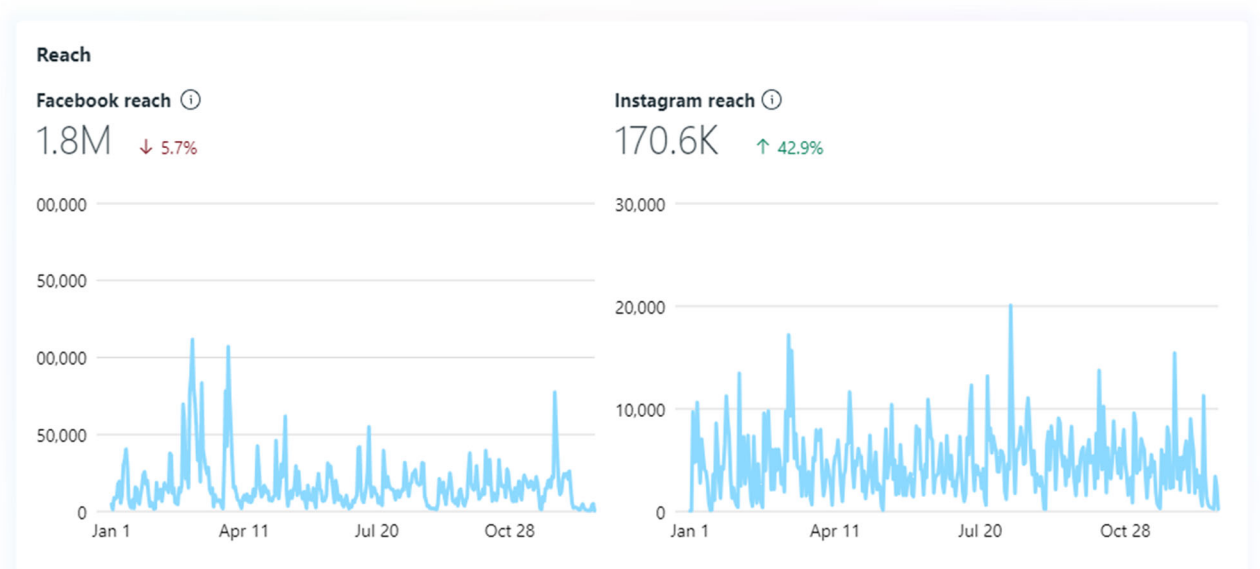 Reach
Facebook reach
1.8M ↓ 5.7%
00,000
50,000
00,000
50,000
0
Jan 1 Apr 11 Jul 20 Oct 28
Instagram reach
170.6K ↑ 42.9%
30,000
20,000
10,000
0
Jan 1 Apr 11 Jul 20 Oct 28